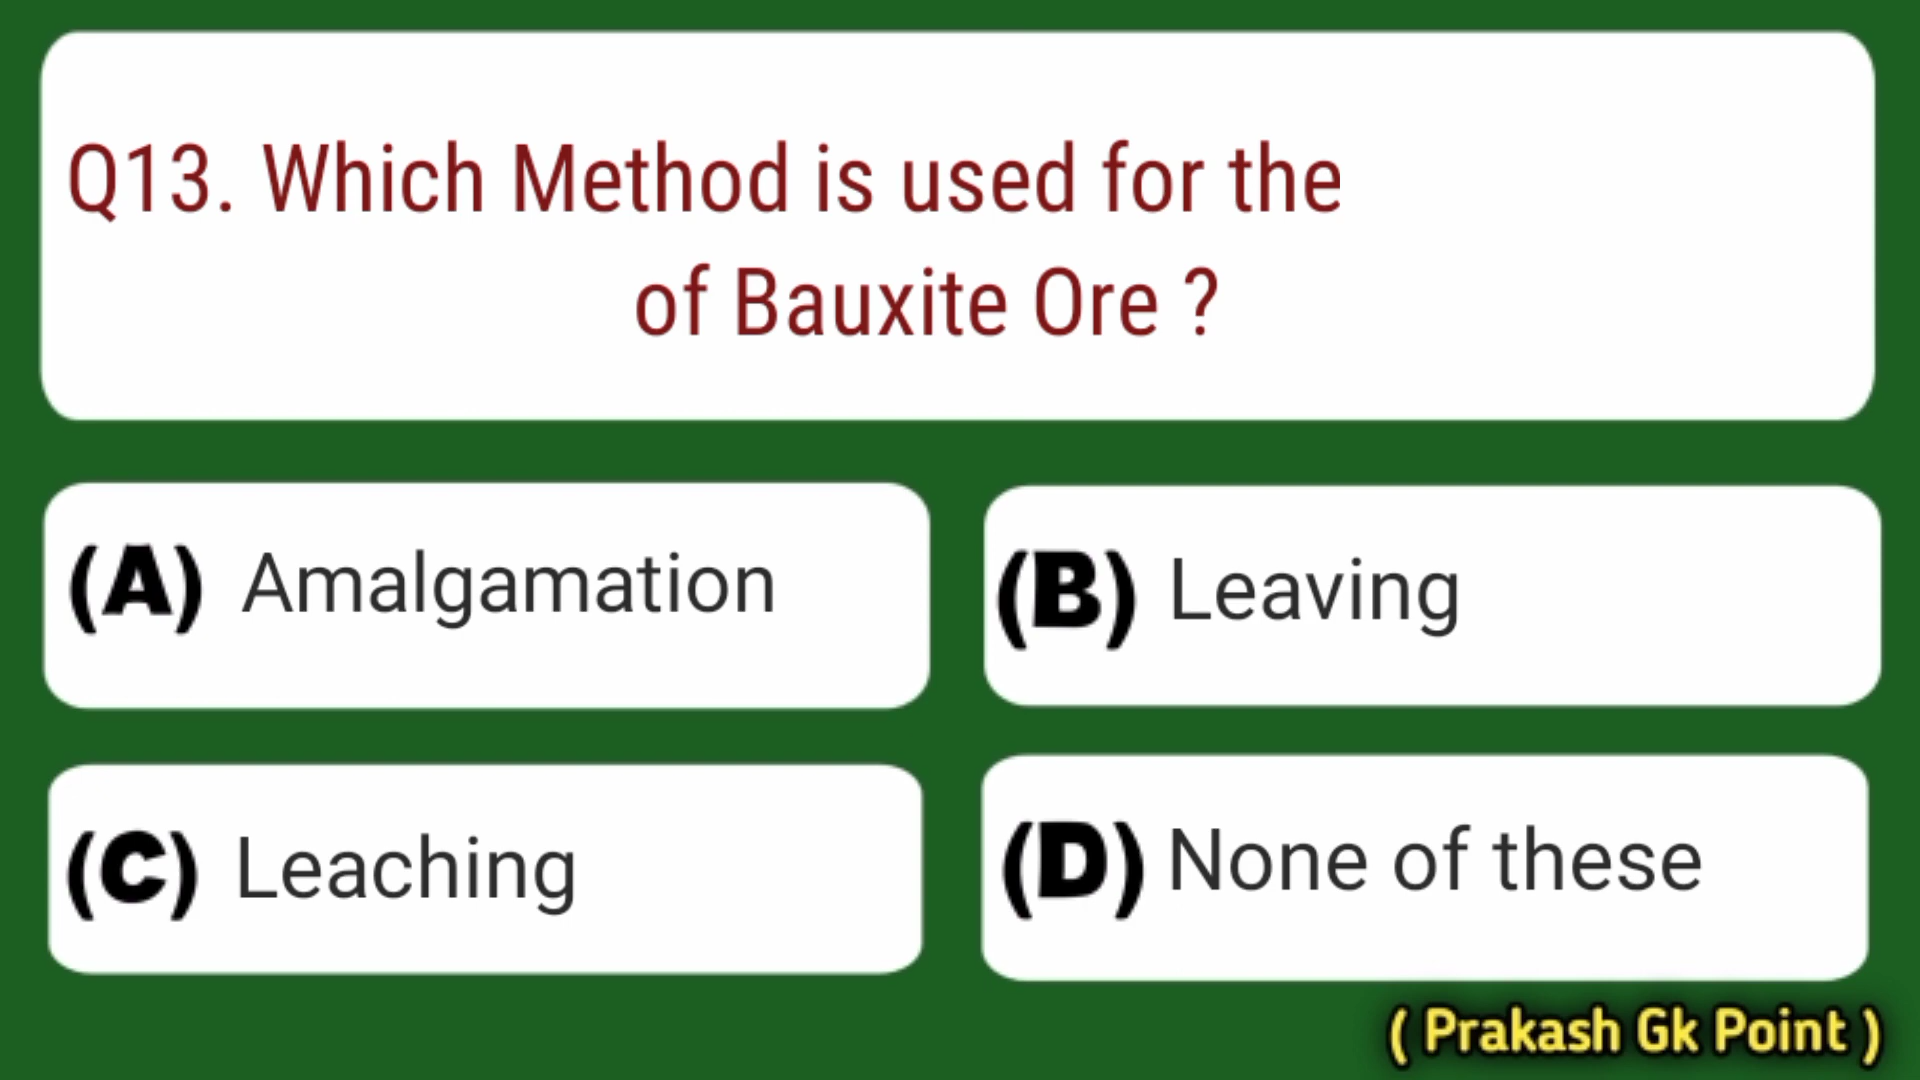 Q13. Which Method is used for the
of Bauxite Ore ?
(A) Amalgamation
(B) Leaving
(C) Leaching
(D) None of these
( Prakash Gk Point )